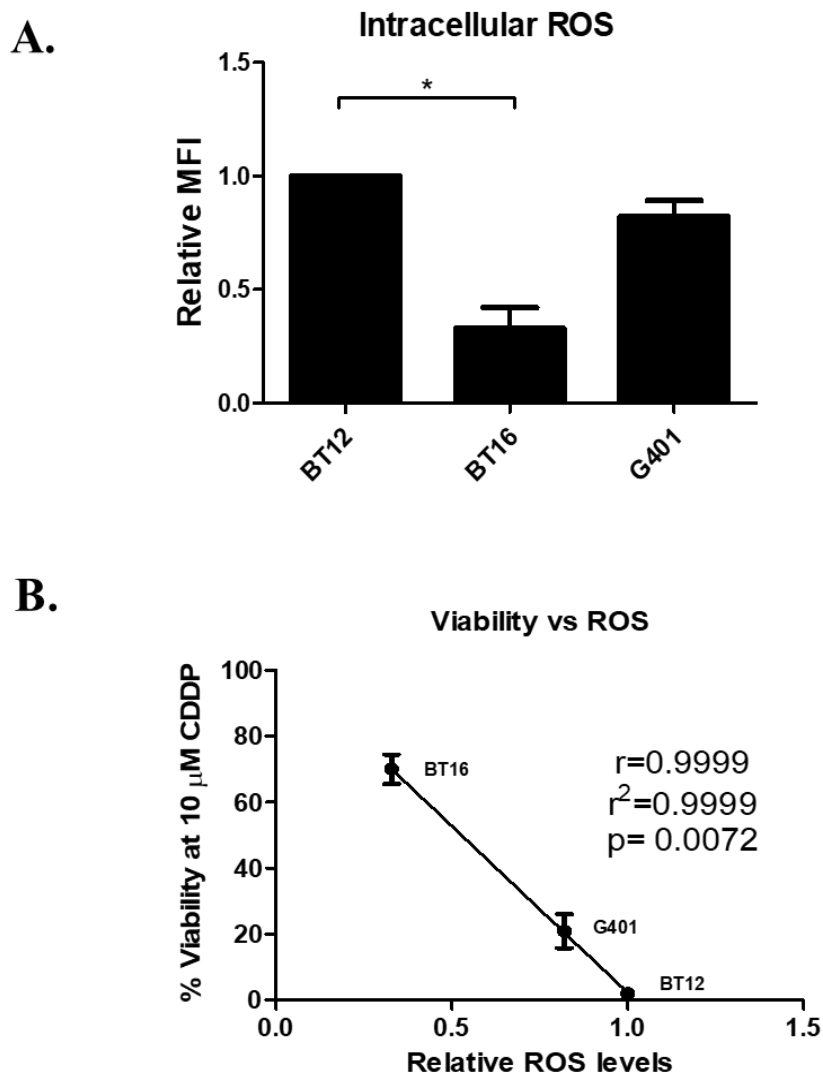 A.
Intracellular ROS
Relative MFI
1.5
1.0
0.5
0.0
*
BT12
BT16
G401
B.
Viability vs ROS
% Viability at 10 μM CDDP
100
80
60
40
20
0
BT16
r=0.9999
r²=0.9999
p= 0.0072
G401
BT12
0.0 0.5 1.0 1.5
Relative ROS levels